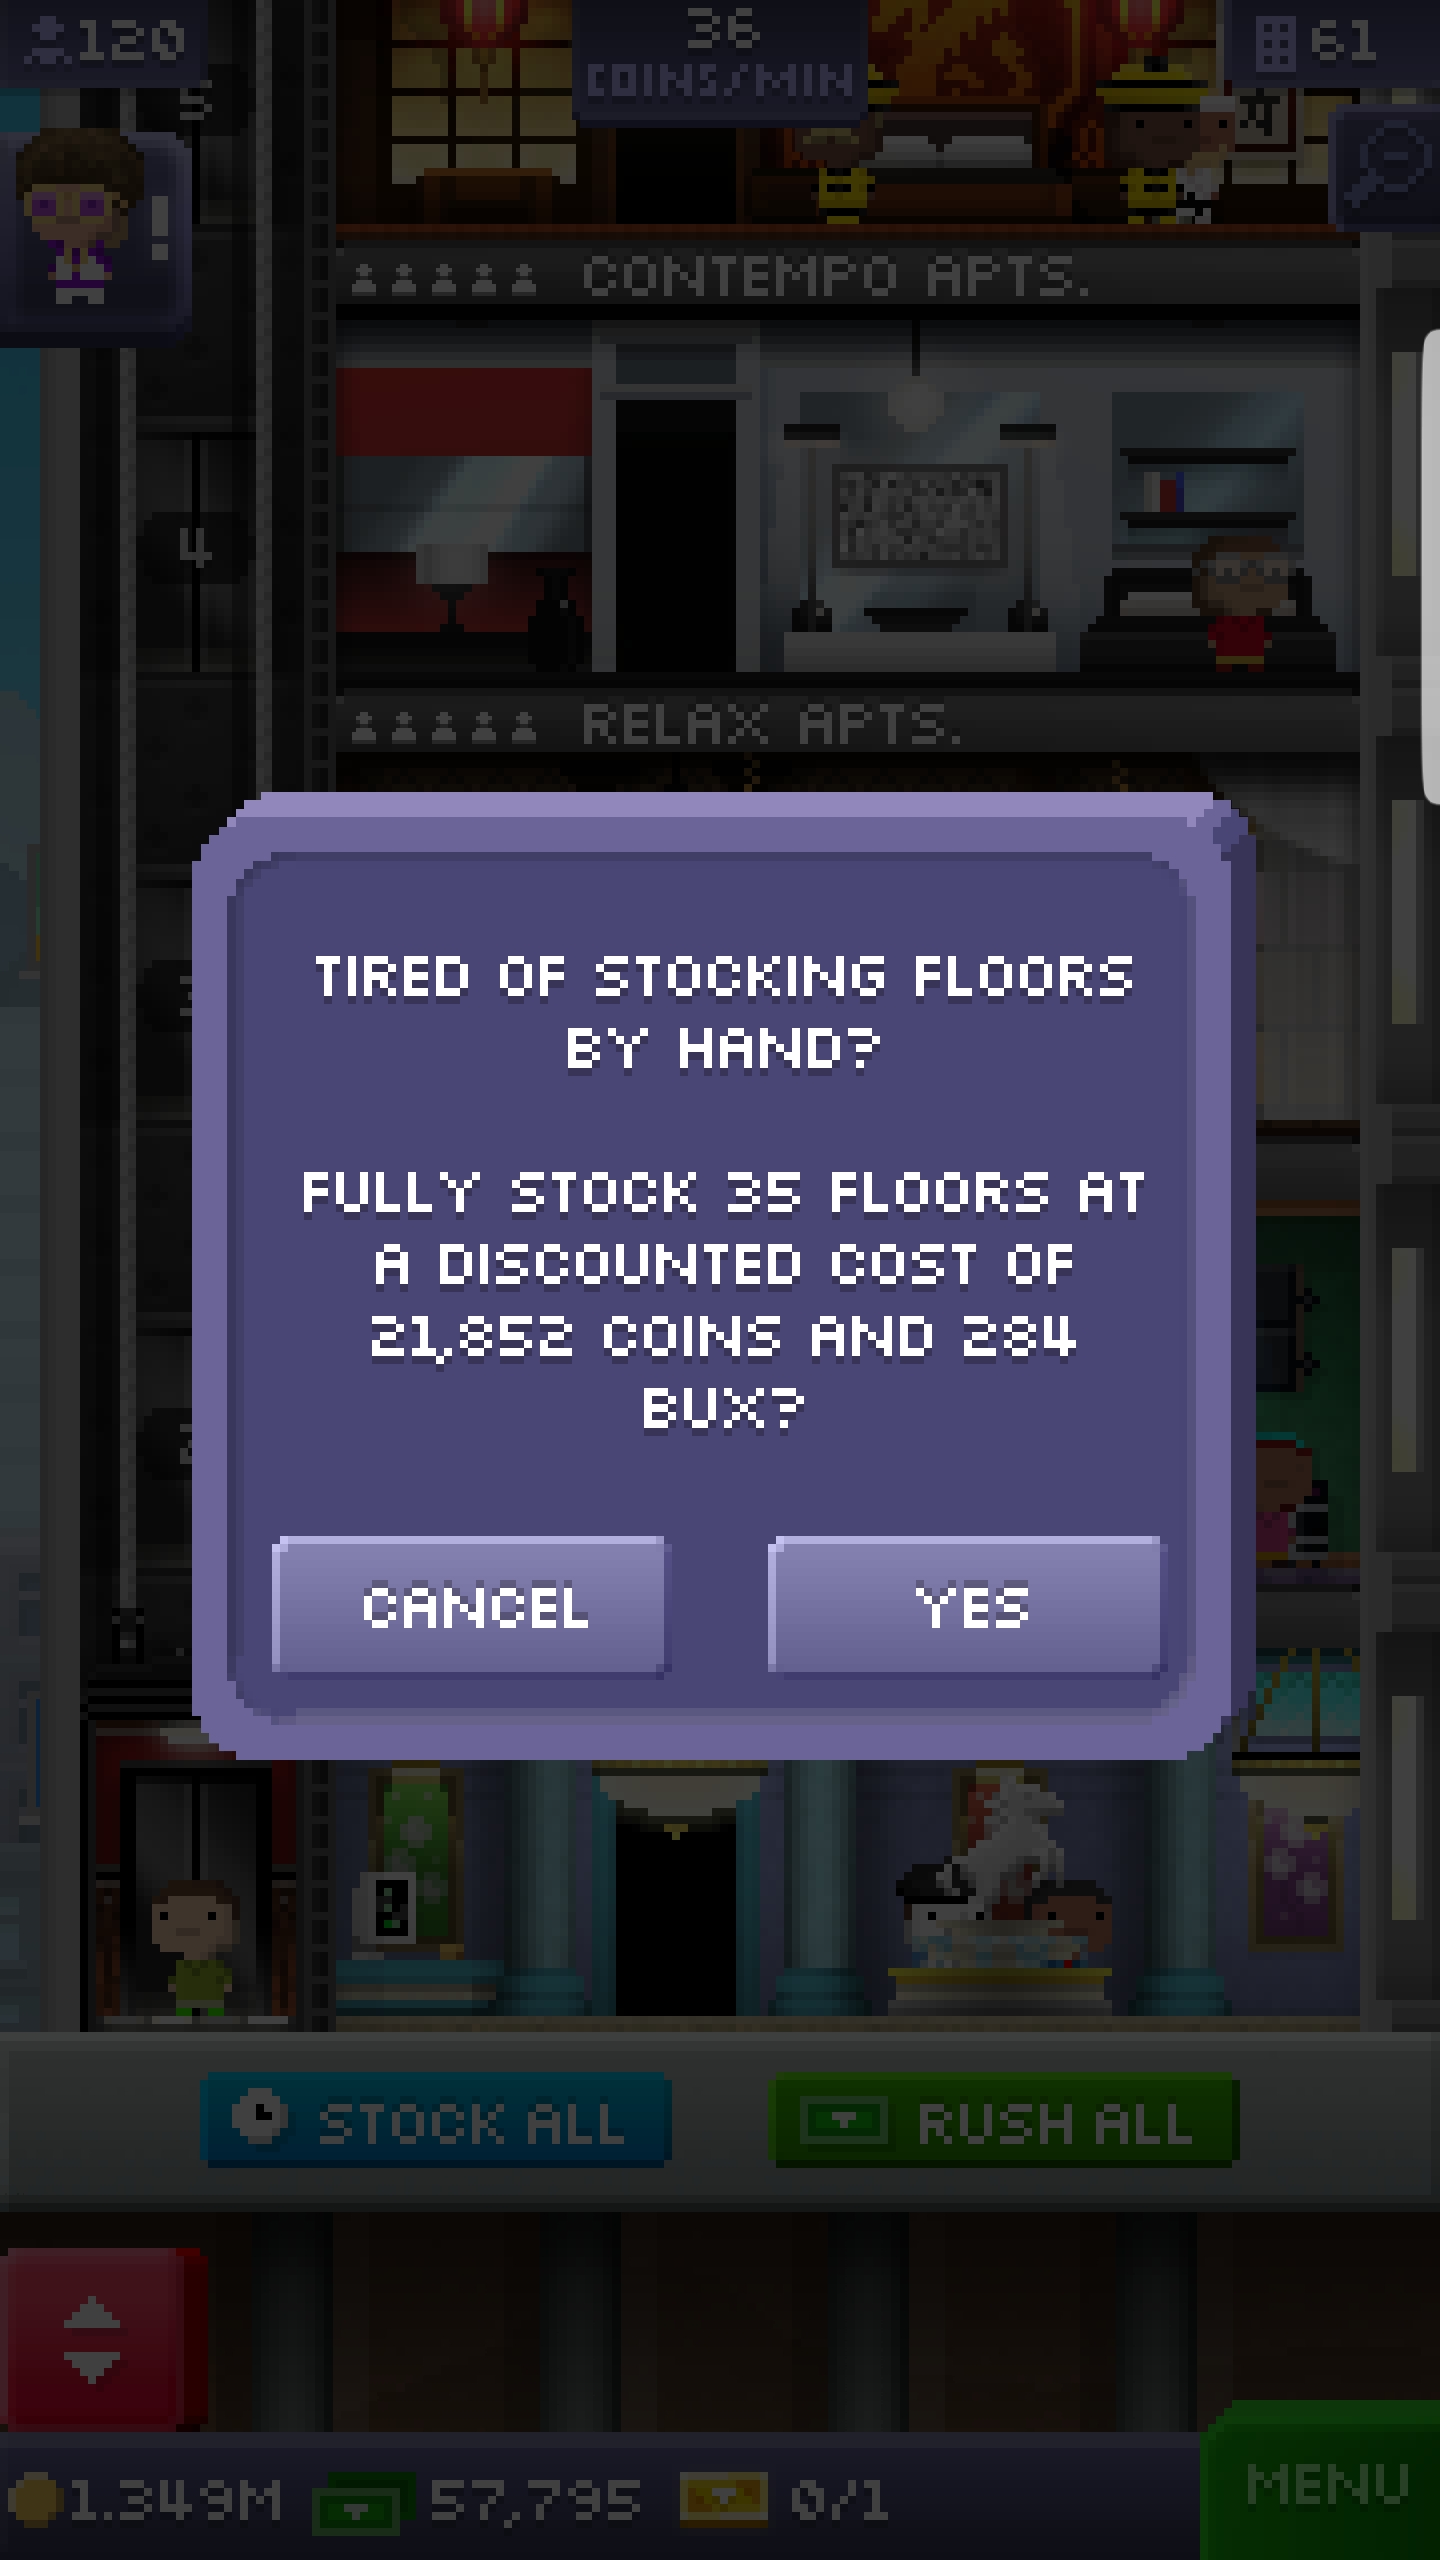 120
36
COINS/MIN
61
5
!
CONTEMPO APTS.
4
RELAX APTS.
TIRED OF STOCKING FLOORS
BY HAND?
FULLY STOCK 35 FLOORS AT
A DISCOUNTED COST OF
21,852 COINS AND 284
BUX?
CANCEL
YES
STOCK ALL
RUSH ALL
1.349M
57,795
0/1
MENU